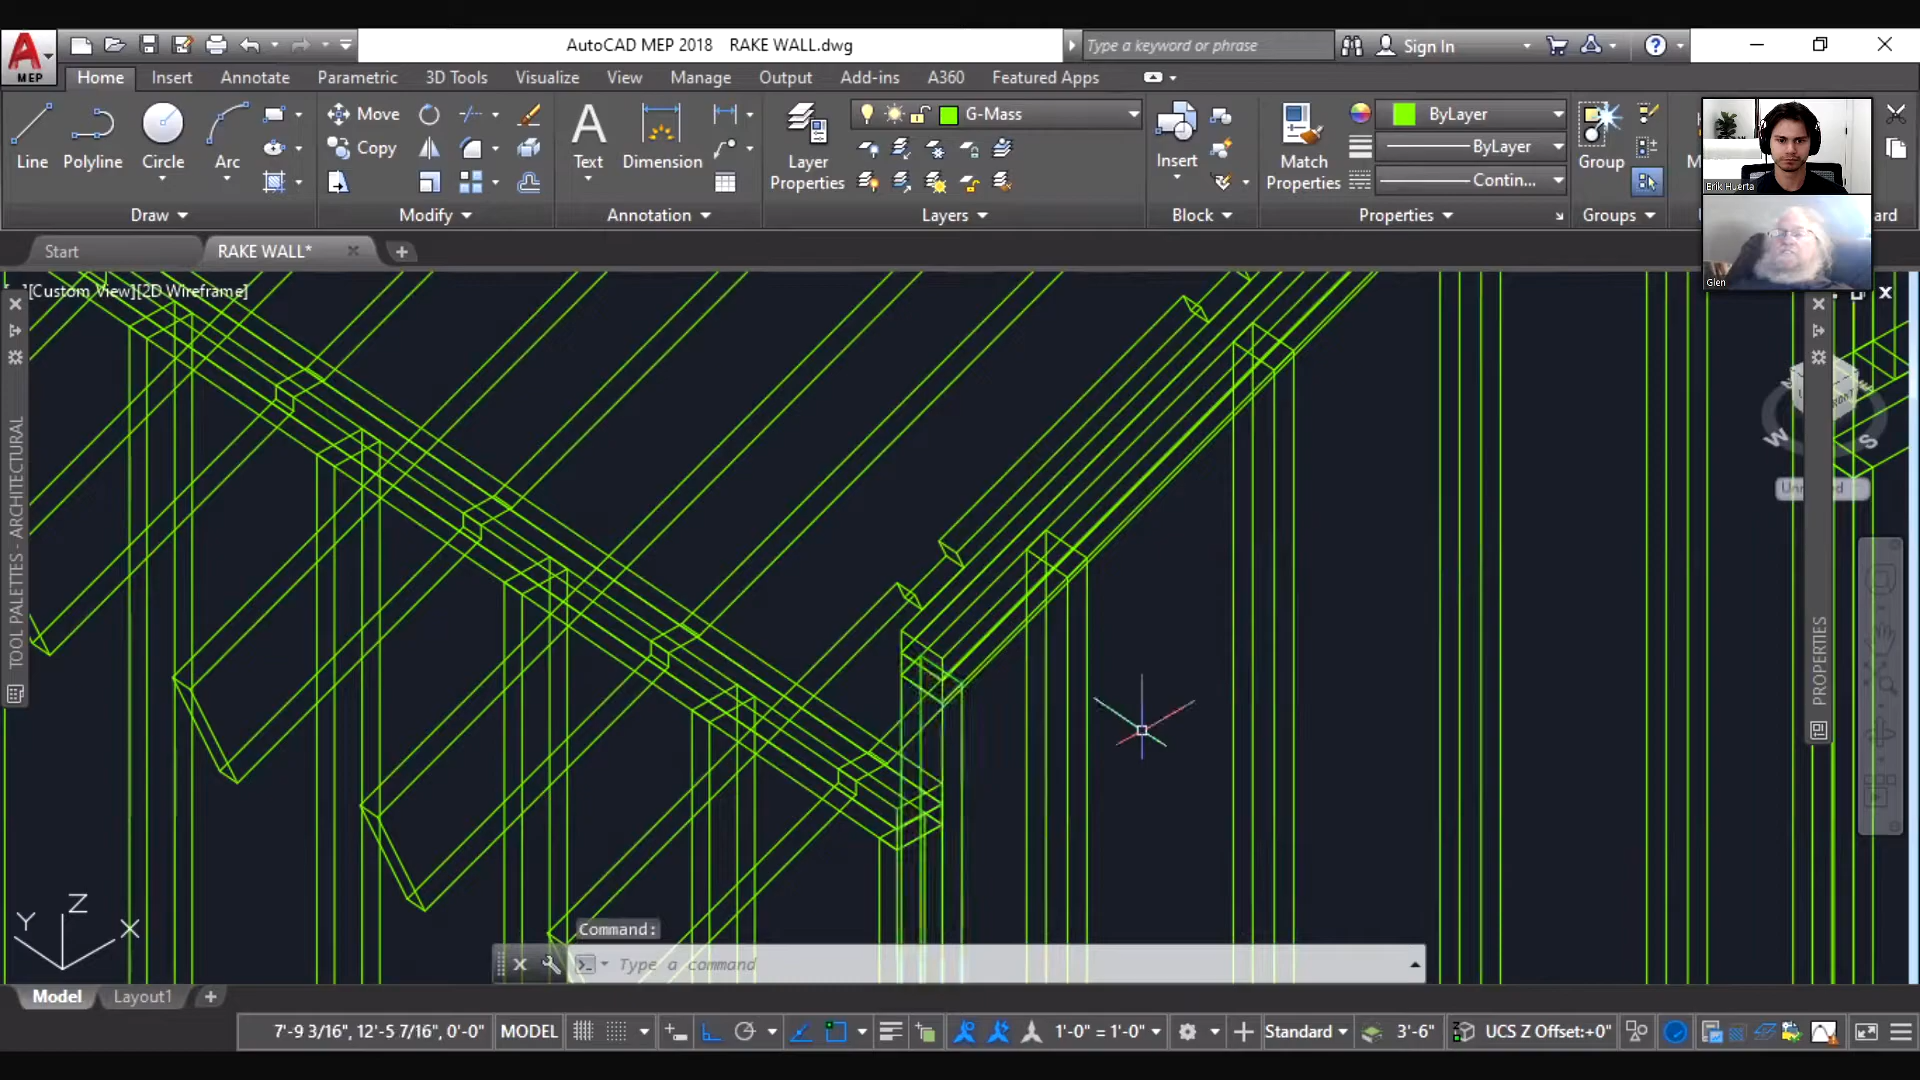 MEP
AutoCAD MEP 2018 RAKE WALL.dwg
Type a keyword or phrase
Sign In
Home Insert Annotate Parametric 3D Tools Visualize View Manage Output Add-ins A360 Featured Apps
Line Polyline Circle Arc
Draw
Move
Copy
Modify
Text Dimension
Annotation
Layer
Properties
G-Mass
Layers
Insert
Block
Match
Properties
ByLayer
ByLayer
Contin...
Properties
Group
Groups
Erik Huerta
Glen
Start
RAKE WALL*
[Custom View][2D Wireframe]
TOOL PALETTES - ARCHITECTURAL
PROPERTIES
FRONT
W
S
Z
Y
X
Command:
Type a command
Model Layout1
7'-9 3/16", 12'-5 7/16", 0'-0" MODEL 1'-0" = 1'-0" Standard 3'-6" UCS Z Offset:+0"